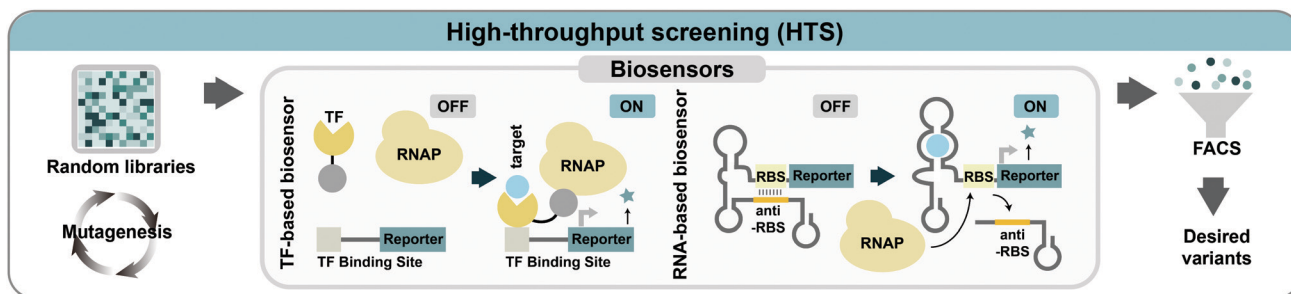 High-throughput screening (HTS)
Random libraries
Mutagenesis
Biosensors
TF-based biosensor
OFF
TF
RNAP
Reporter
TF Binding Site
ON
target
RNAP
Reporter
TF Binding Site
RNA-based biosensor
OFF
RBS
Reporter
anti
-RBS
RNAP
ON
RBS
Reporter
anti
-RBS
FACS
Desired
variants